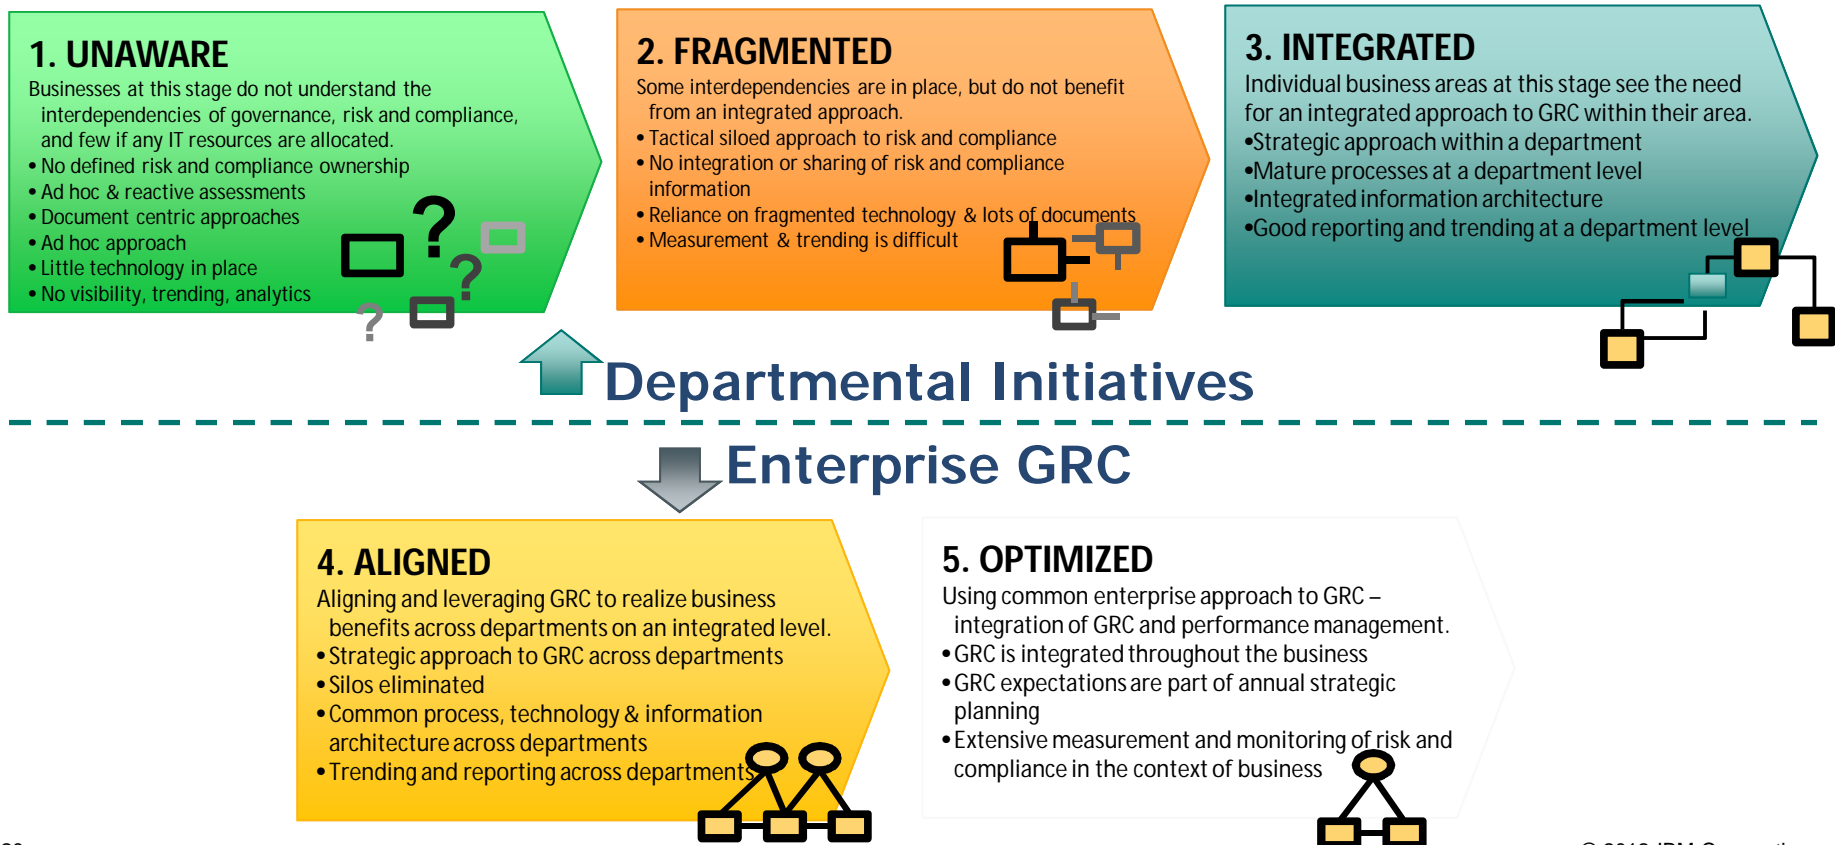 1. UNAWARE
Businesses at this stage do not understand the
interdependencies of governance, risk and compliance,
and few if any IT resources are allocated.
• No defined risk and compliance ownership
• Ad hoc & reactive assessments
• Document centric approaches
• Ad hoc approach
• Little technology in place
• No visibility, trending, analytics
?
?
?
2. FRAGMENTED
Some interdependencies are in place, but do not benefit
from an integrated approach.
• Tactical siloed approach to risk and compliance
• No integration or sharing of risk and compliance
information
• Reliance on fragmented technology & lots of documents
• Measurement & trending is difficult
3. INTEGRATED
Individual business areas at this stage see the need
for an integrated approach to GRC within their area.
•Strategic approach within a department
•Mature processes at a department level
•Integrated information architecture
•Good reporting and trending at a department level
Departmental Initiatives
Enterprise GRC
4. ALIGNED
Aligning and leveraging GRC to realize business
benefits across departments on an integrated level.
• Strategic approach to GRC across departments
• Silos eliminated
• Common process, technology & information
architecture across departments
• Trending and reporting across departments
5. OPTIMIZED
Using common enterprise approach to GRC –
integration of GRC and performance management.
• GRC is integrated throughout the business
• GRC expectations are part of annual strategic
planning
• Extensive measurement and monitoring of risk and
compliance in the context of business